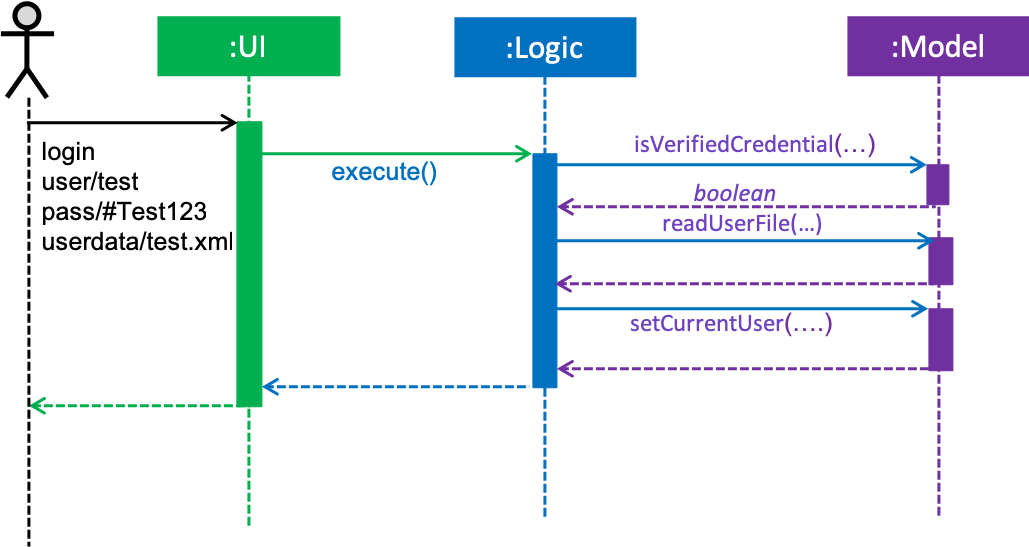 :UI
:Logic
:Model
login
user/test
pass/#Test123
userdata/test.xml
execute()
isVerifiedCredential(...)
boolean
readUserFile(...)
setCurrentUser(....)